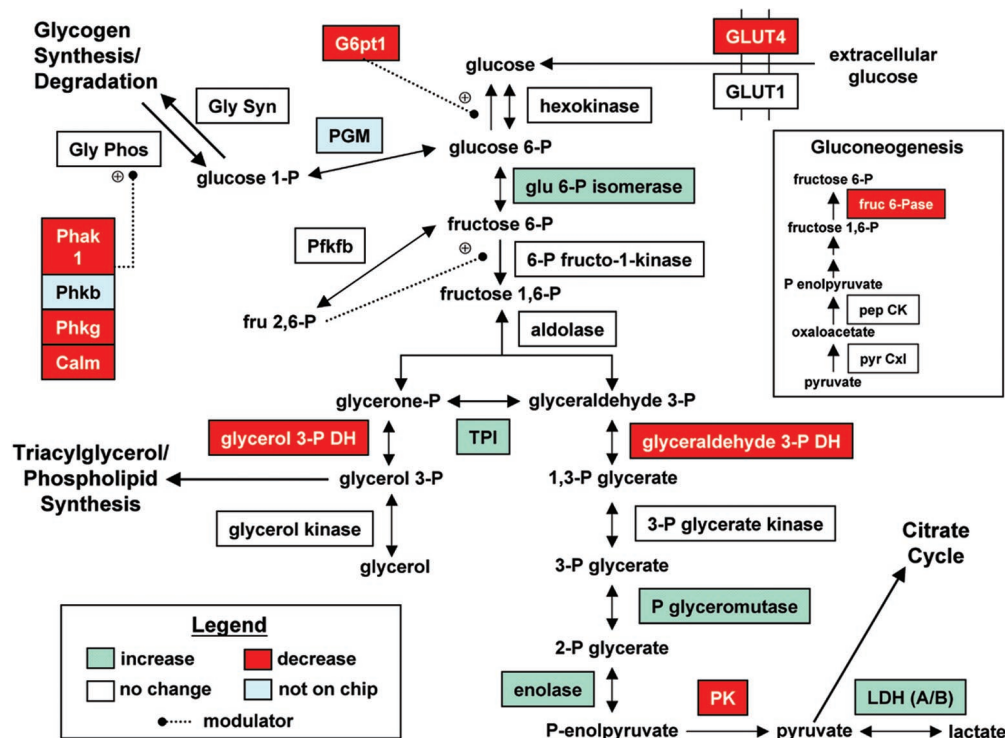 Glycogen
Synthesis/
Degradation
G6pt1
GLUT4
glucose
extracellular
glucose
GLUT1
⊕
hexokinase
Gly Syn
PGM
Gly Phos
glucose 6-P
glucose 1-P
⊕
glu 6-P isomerase
Phak
1
Phkb
Phkg
Calm
fructose 6-P
Pfkfb
⊕
6-P fructo-1-kinase
fructose 1,6-P
fru 2,6-P
aldolase
Gluconeogenesis
fructose 6-P
fruc 6-Pase
fructose 1,6-P
P enolpyruvate
pep CK
oxaloacetate
pyr Cxl
pyruvate
glycerone-P
glyceraldehyde 3-P
glycerol 3-P DH
TPI
glyceraldehyde 3-P DH
Triacylglycerol/
Phospholipid
Synthesis
glycerol 3-P
1,3-P glycerate
glycerol kinase
3-P glycerate kinase
glycerol
3-P glycerate
Citrate
Cycle
P glyceromutase
2-P glycerate
enolase
PK
LDH (A/B)
P-enolpyruvate
pyruvate
lactate
Legend
increase
decrease
no change
not on chip
modulator